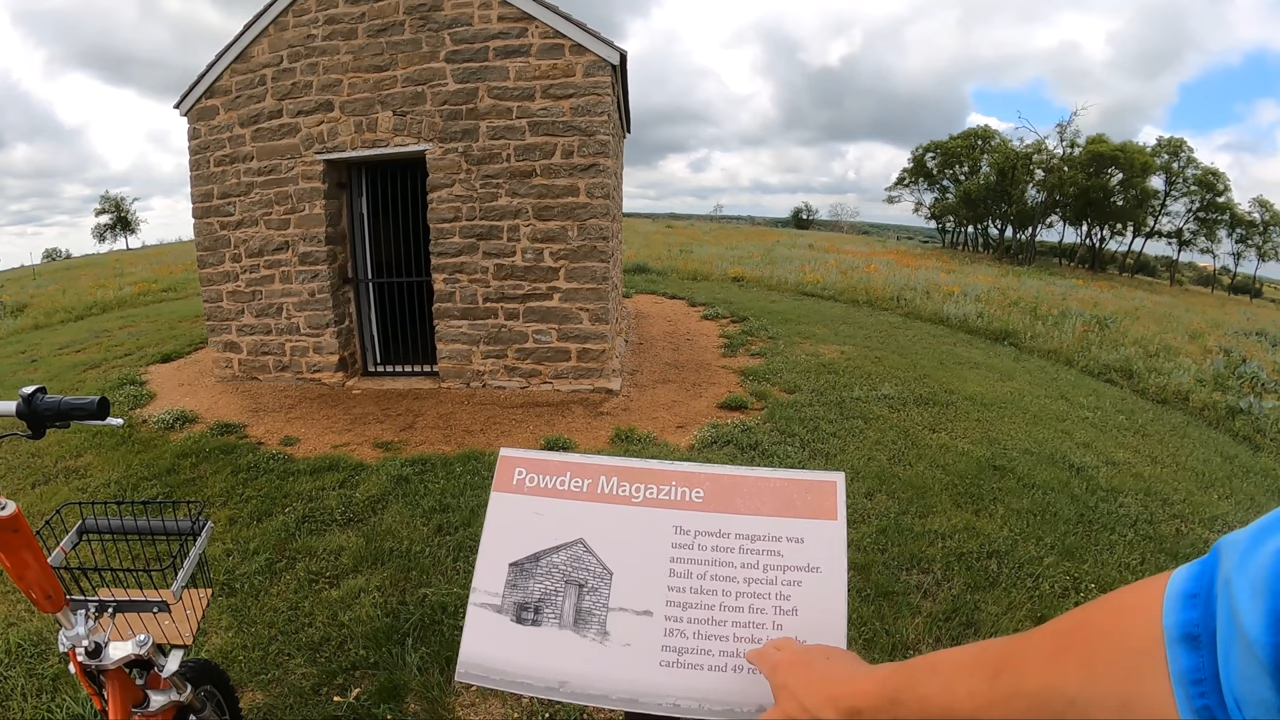 Powder Magazine
The powder magazine was
used to store firearms,
ammunition, and gunpowder.
Built of stone, special care
was taken to protect the
magazine from fire. Theft
was another matter. In
1876, thieves broke
magazine,
carbines and 49